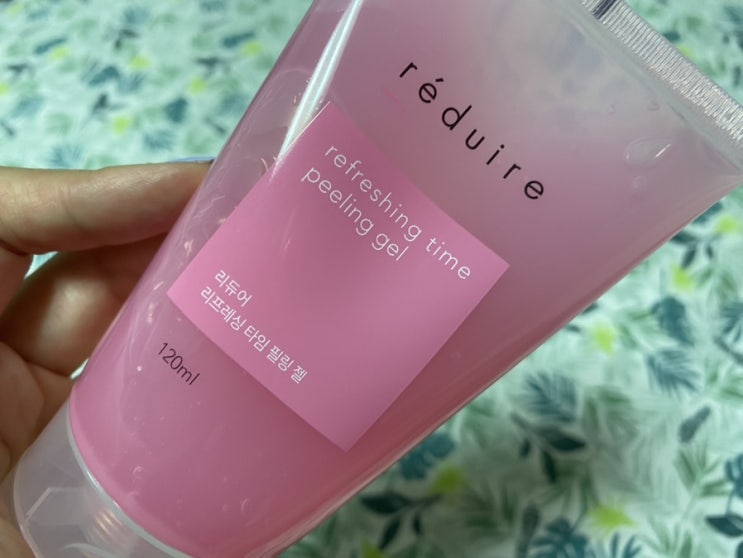 réduire
refreshing time
peeling gel
리듀어
리프레싱 타임 필링 젤
120ml